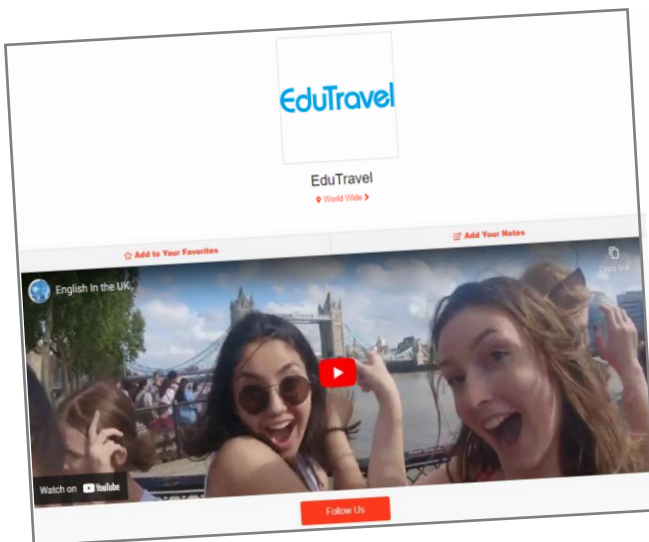 EduTravel
EduTravel
World Wide
Add to Your Favorites
Add Your Notes
English In the UK
Copy link
Watch on YouTube
Follow Us